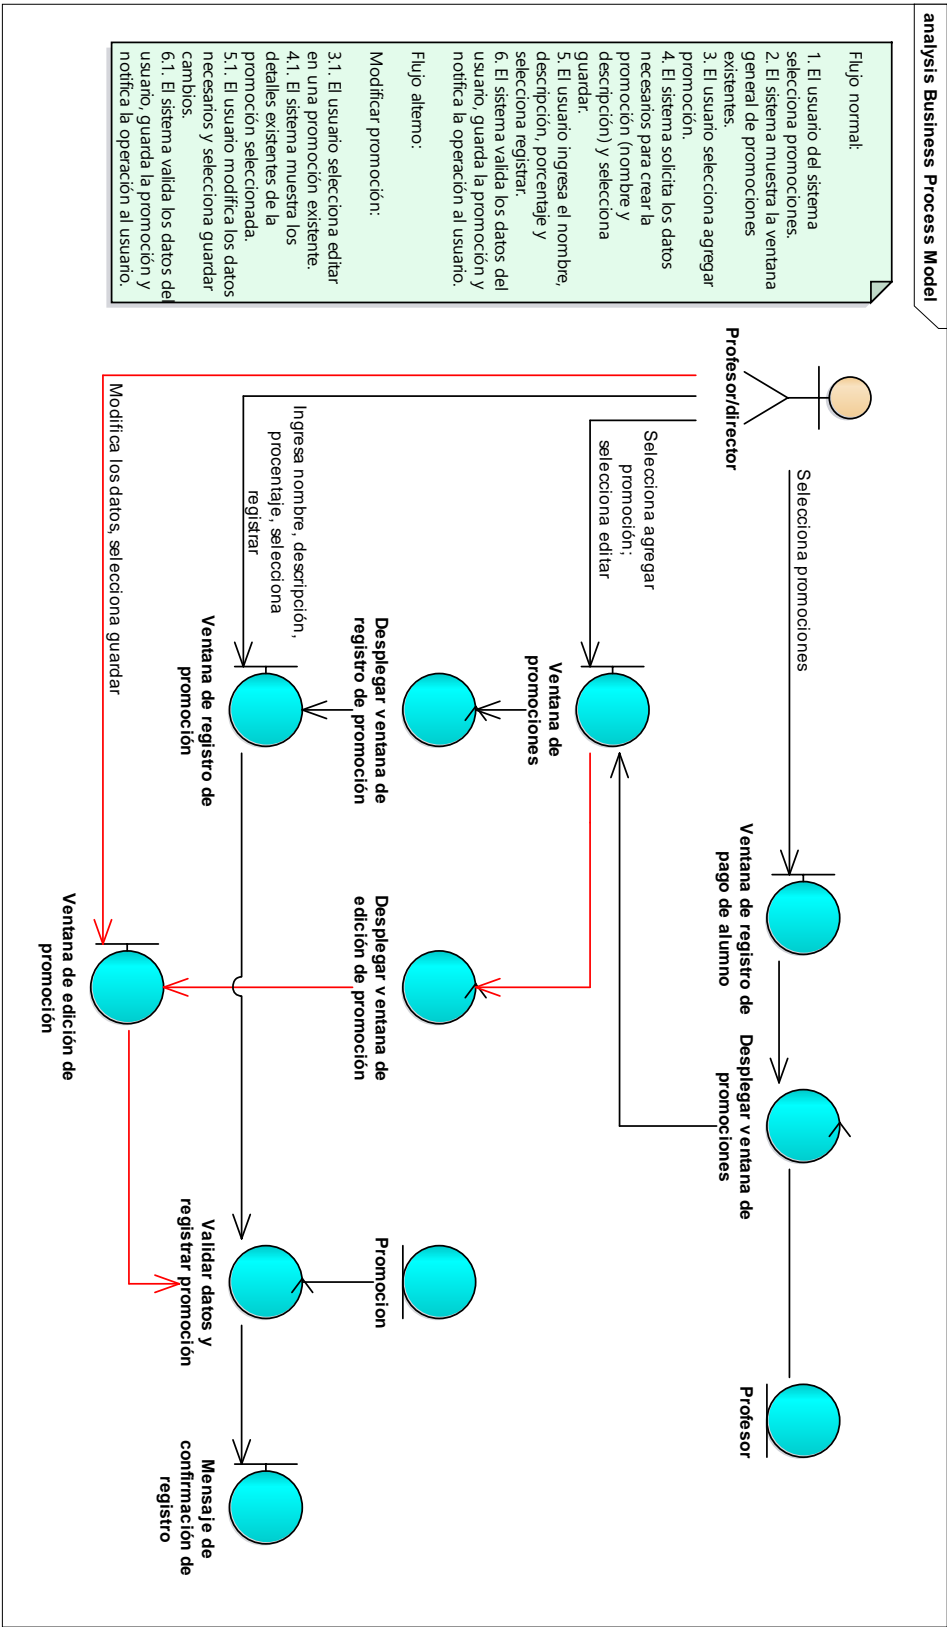 analysis Business Process Model
Flujo normal:
1. El usuario del sistema
selecciona promociones.
2. El sistema muestra la ventana
general de promociones
existentes.
3. El usuario selecciona agregar
promoción.
4. El sistema solicita los datos
necesarios para crear la
promoción (nombre y
descripción) y selecciona
guardar.
5. El usuario ingresa el nombre,
descripción, porcentaje y
selecciona registrar.
6. El sistema valida los datos del
usuario, guarda la promoción y
notifica la operación al usuario.
Flujo alterno:
Modificar promoción:
3.1. El usuario selecciona editar
en una promoción existente.
4.1. El sistema muestra los
detalles existentes de la
promoción seleccionada.
5.1. El usuario modifica los datos
necesarios y selecciona guardar
cambios.
6.1. El sistema valida los datos del
usuario, guarda la promoción y
notifica la operación al usuario.
Profesor/director
Selecciona promociones
Ventana de registro de
pago de alumno
Desplegar ventana de
promociones
Profesor
Selecciona agregar
promoción;
selecciona editar
Ventana de
promociones
Desplegar ventana de
registro de promoción
Desplegar ventana de
edición de promoción
Promocion
Ingresa nombre, descripción,
procentaje, selecciona
registrar
Ventana de registro de
promoción
Validar datos y
registrar promoción
Mensaje de
confirmación de
registro
Modifica los datos, selecciona guardar
Ventana de edición de
promoción